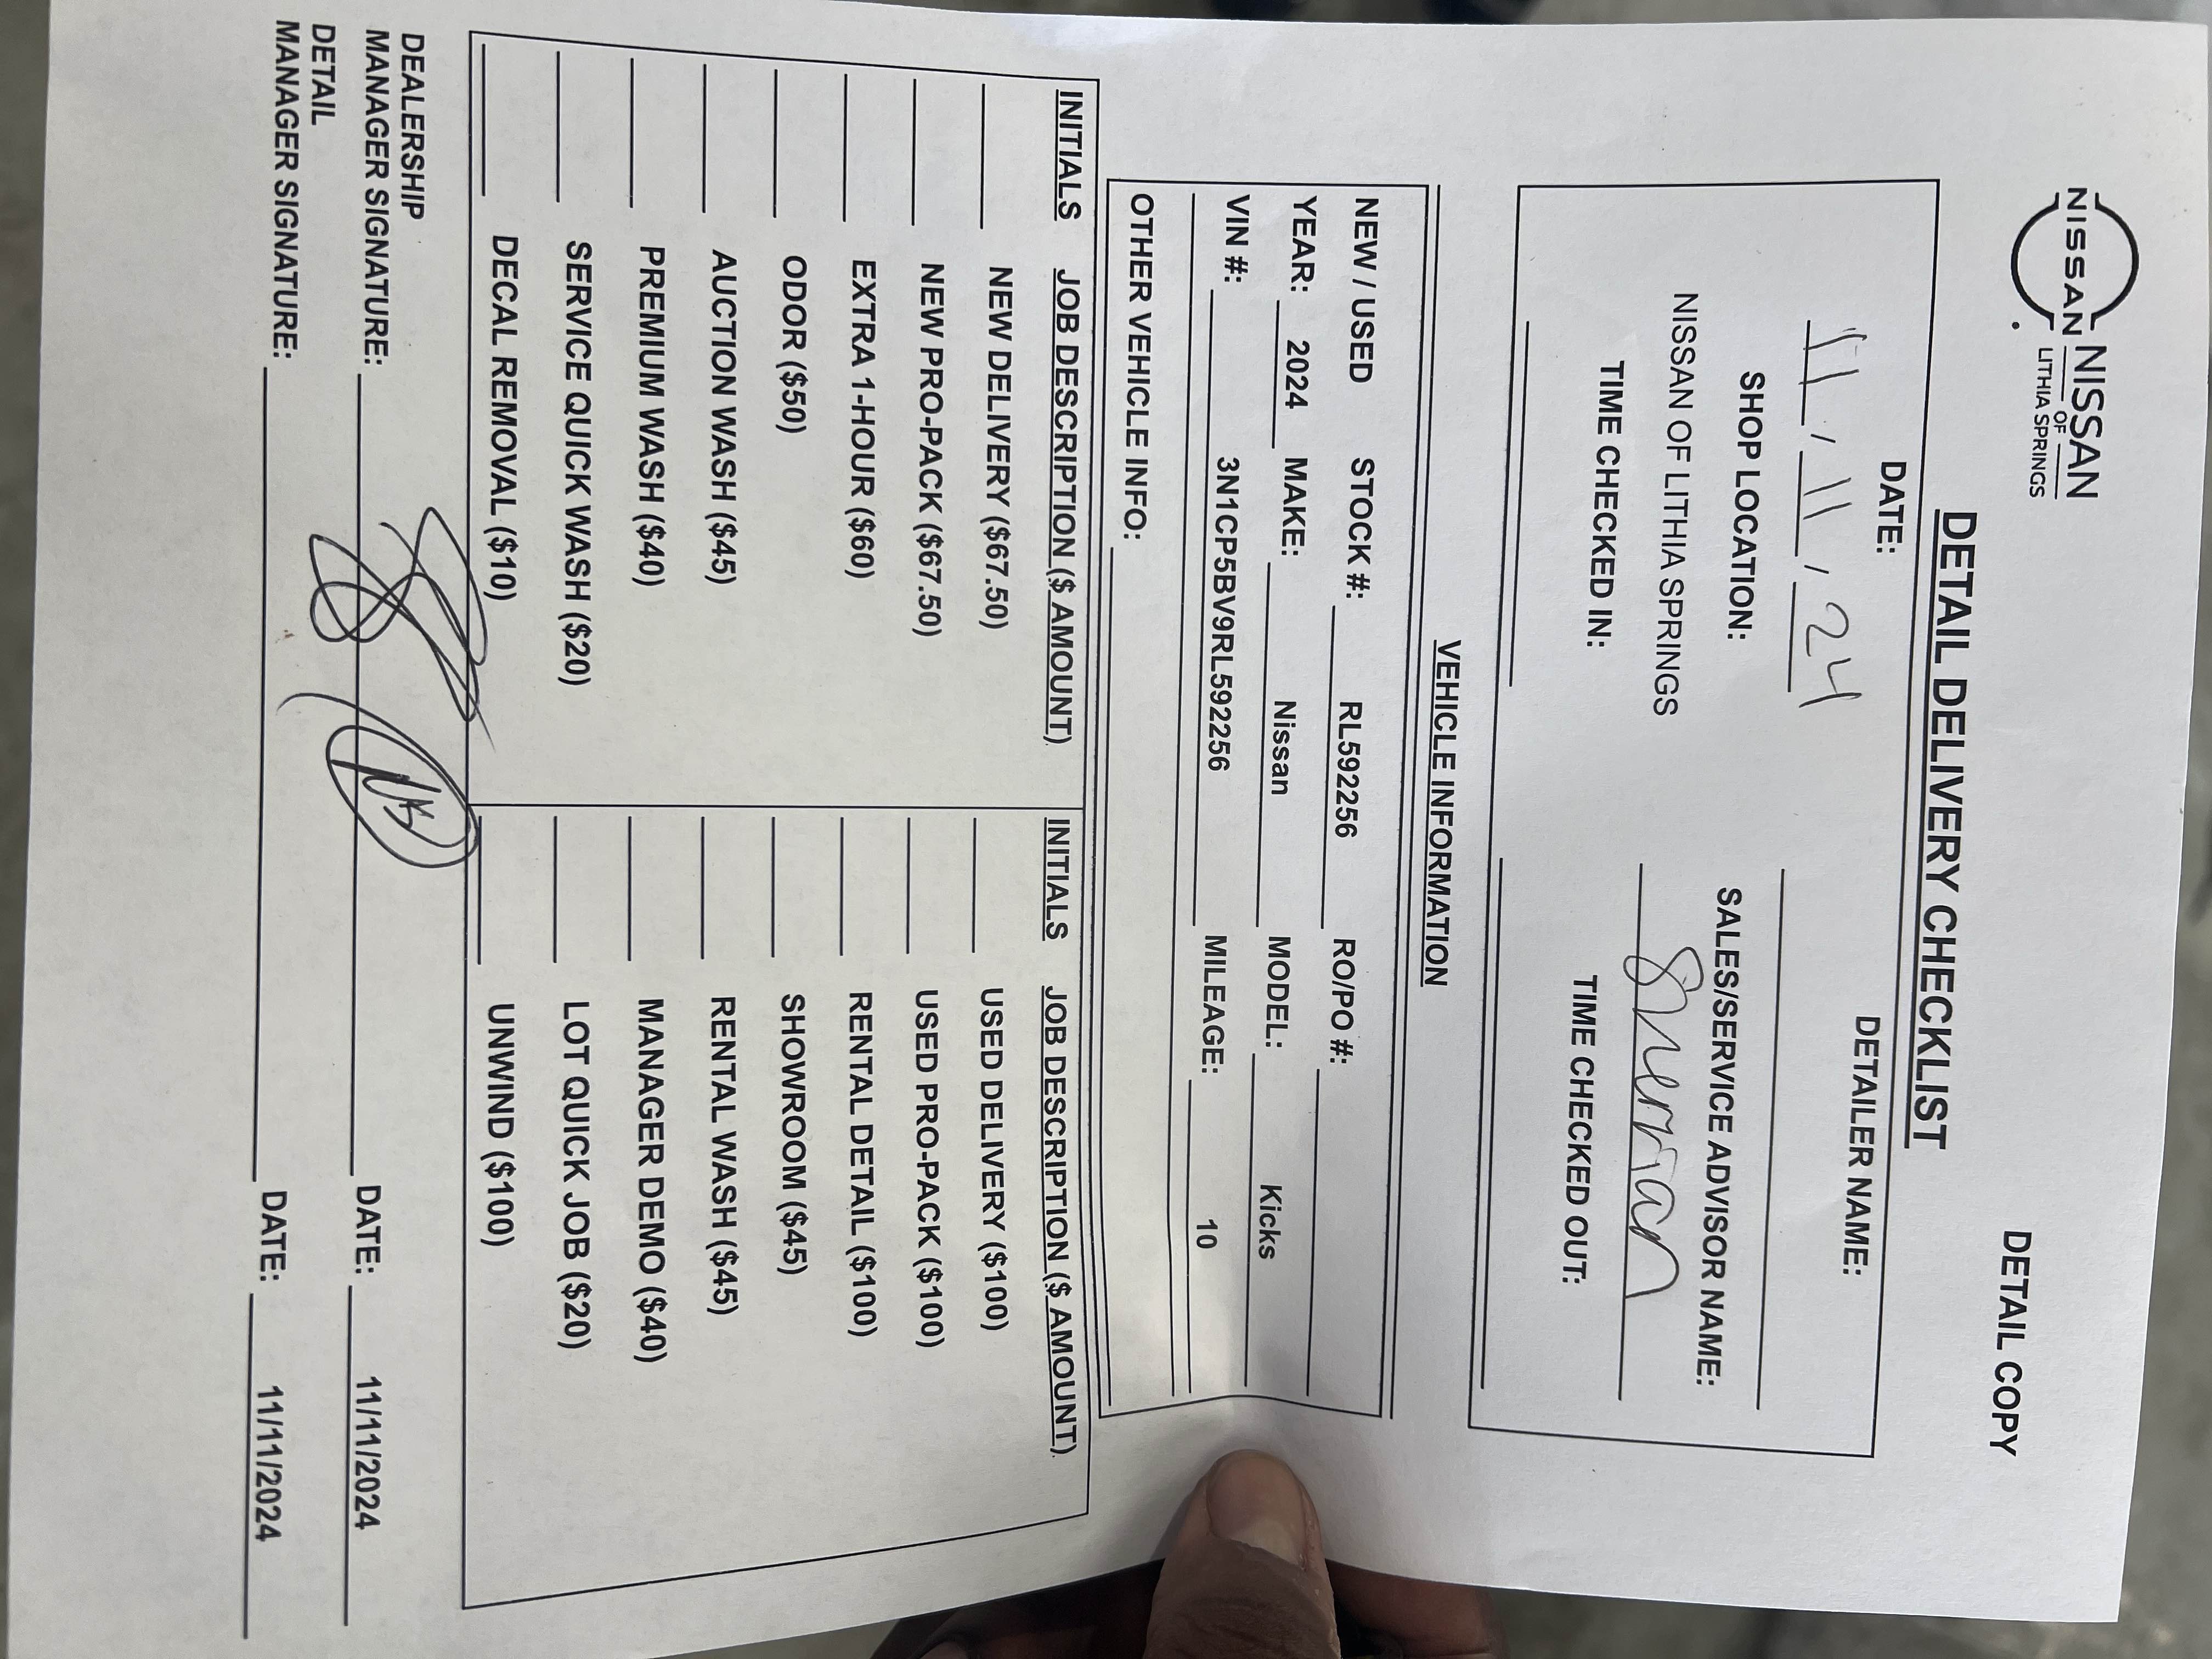 DETAIL COPY
NISSAN NISSAN
OF
LITHIA SPRINGS
DETAIL DELIVERY CHECKLIST
DATE: DETAILER NAME:
11 / 11 / 24
SHOP LOCATION: SALES/SERVICE ADVISOR NAME:
NISSAN OF LITHIA SPRINGS
TIME CHECKED IN: TIME CHECKED OUT:
VEHICLE INFORMATION
NEW / USED STOCK #: RL592256 RO/PO #:
YEAR: 2024 MAKE: Nissan MODEL: Kicks
VIN #: 3N1CP5BV9RL592256 MILEAGE: 10
OTHER VEHICLE INFO:
INITIALS JOB DESCRIPTION ($ AMOUNT) INITIALS JOB DESCRIPTION ($ AMOUNT)
NEW DELIVERY ($67.50) USED DELIVERY ($100)
NEW PRO-PACK ($67.50) USED PRO-PACK ($100)
EXTRA 1-HOUR ($60) RENTAL DETAIL ($100)
ODOR ($50) SHOWROOM ($45)
AUCTION WASH ($45) RENTAL WASH ($45)
PREMIUM WASH ($40) MANAGER DEMO ($40)
SERVICE QUICK WASH ($20) LOT QUICK JOB ($20)
DECAL REMOVAL ($10) UNWIND ($100)
DEALERSHIP
MANAGER SIGNATURE: DATE: 11/11/2024
DETAIL
MANAGER SIGNATURE: DATE: 11/11/2024